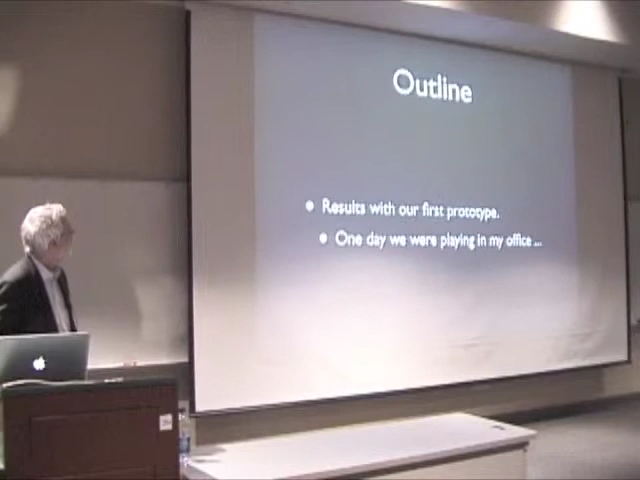 Outline
Results with our first prototype.
One day we were playing in my office ...